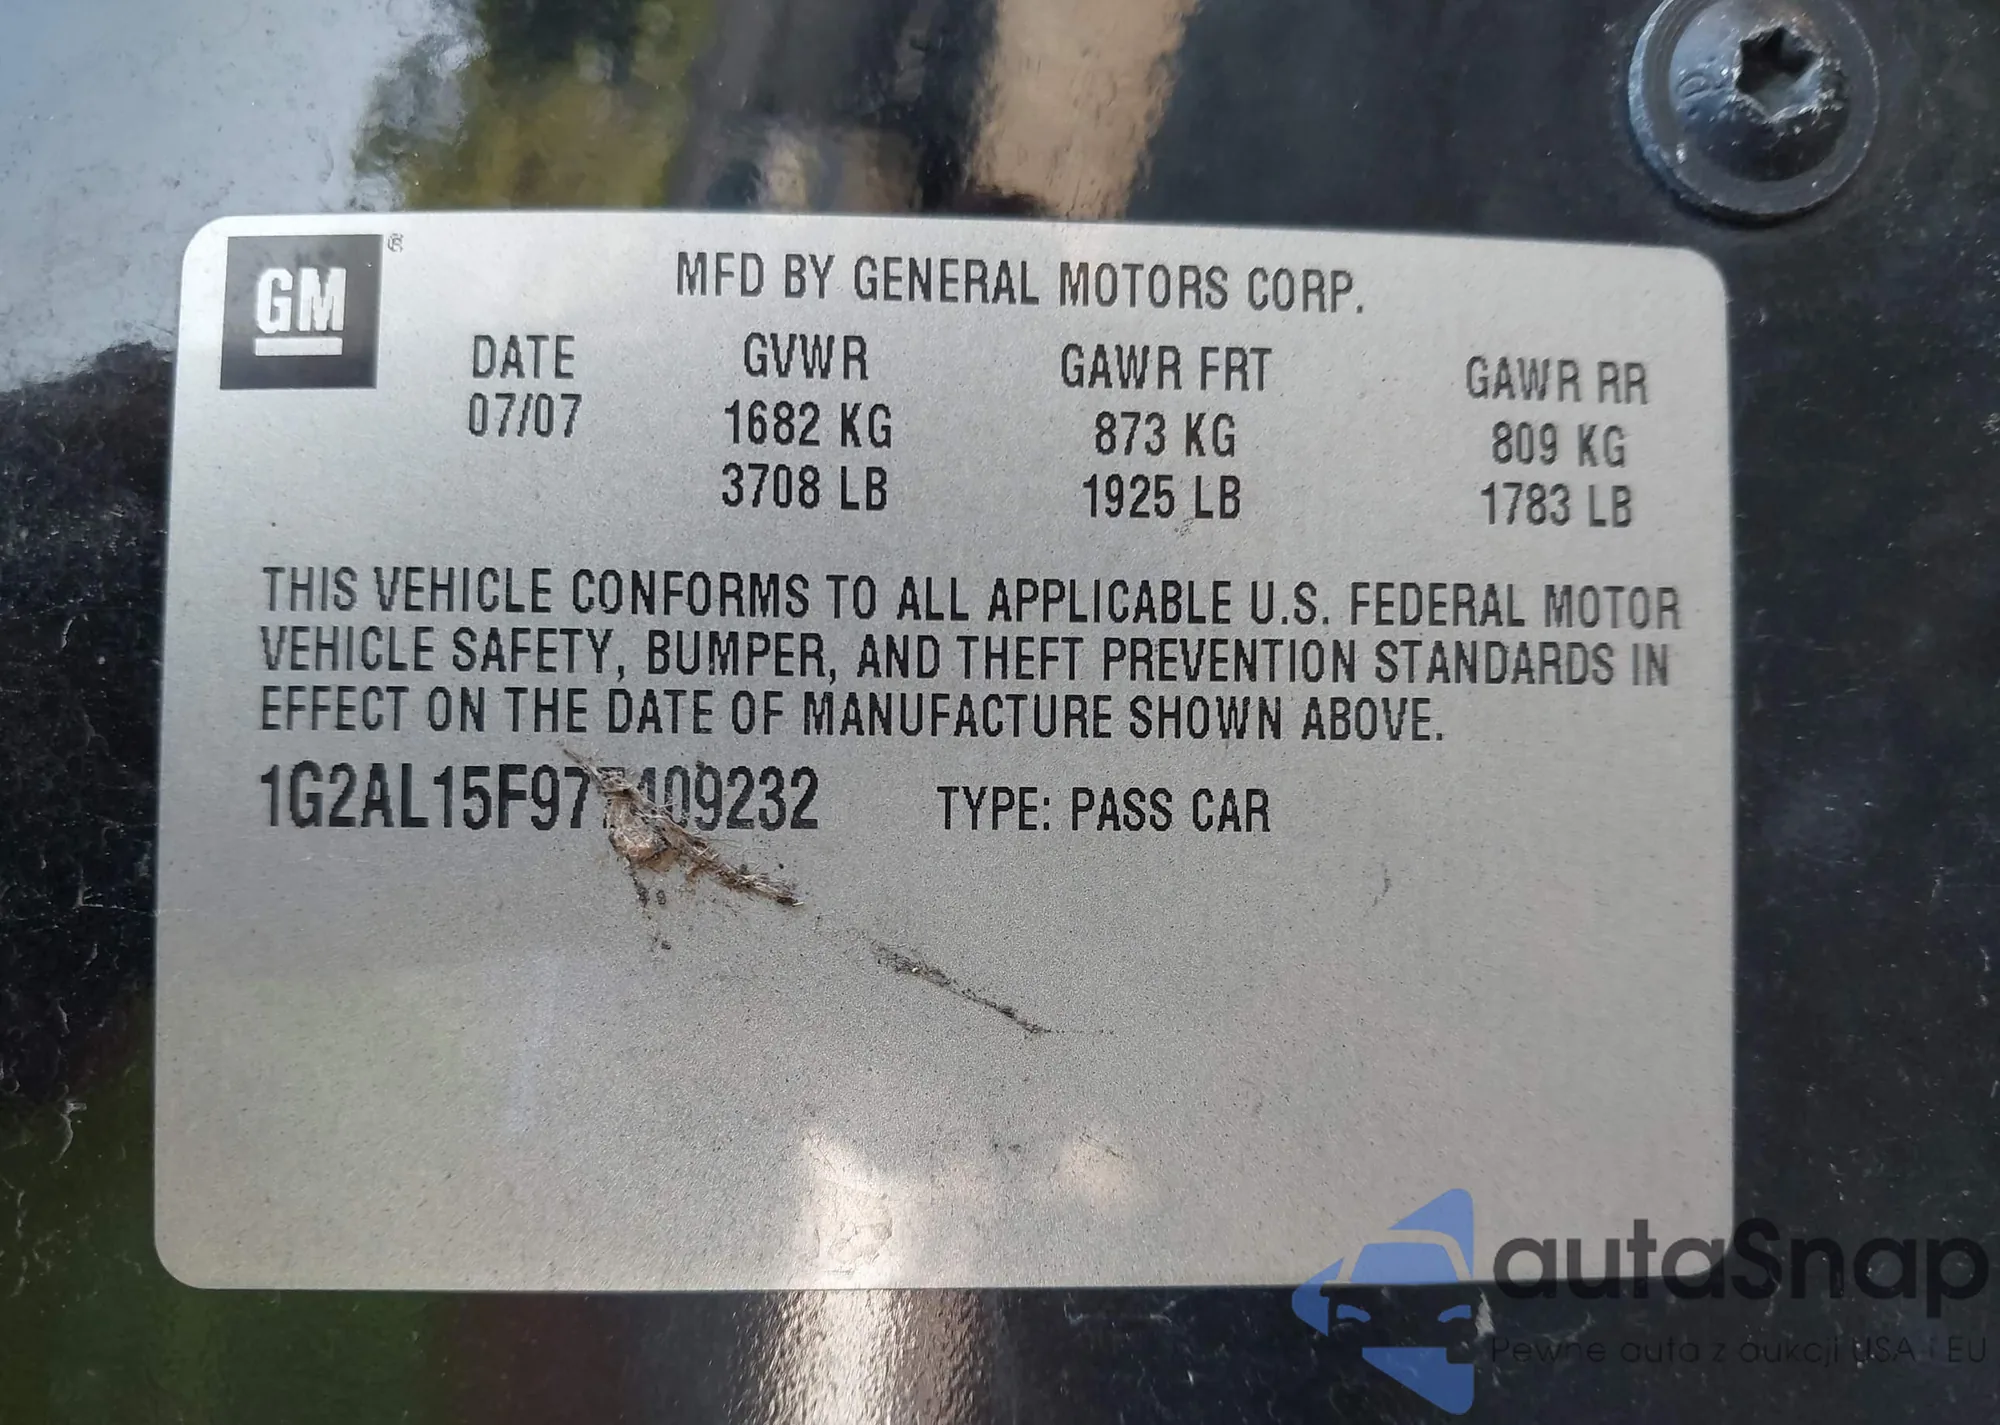 GM ®
MFD BY GENERAL MOTORS CORP.
DATE GVWR GAWR FRT GAWR RR
07/07 1682 KG 873 KG 809 KG
3708 LB 1925 LB 1783 LB
THIS VEHICLE CONFORMS TO ALL APPLICABLE U.S. FEDERAL MOTOR
VEHICLE SAFETY, BUMPER, AND THEFT PREVENTION STANDARDS IN
EFFECT ON THE DATE OF MANUFACTURE SHOWN ABOVE.
TYPE: PASS CAR
autaSnap
Pewne auta z aukcji USA i EU